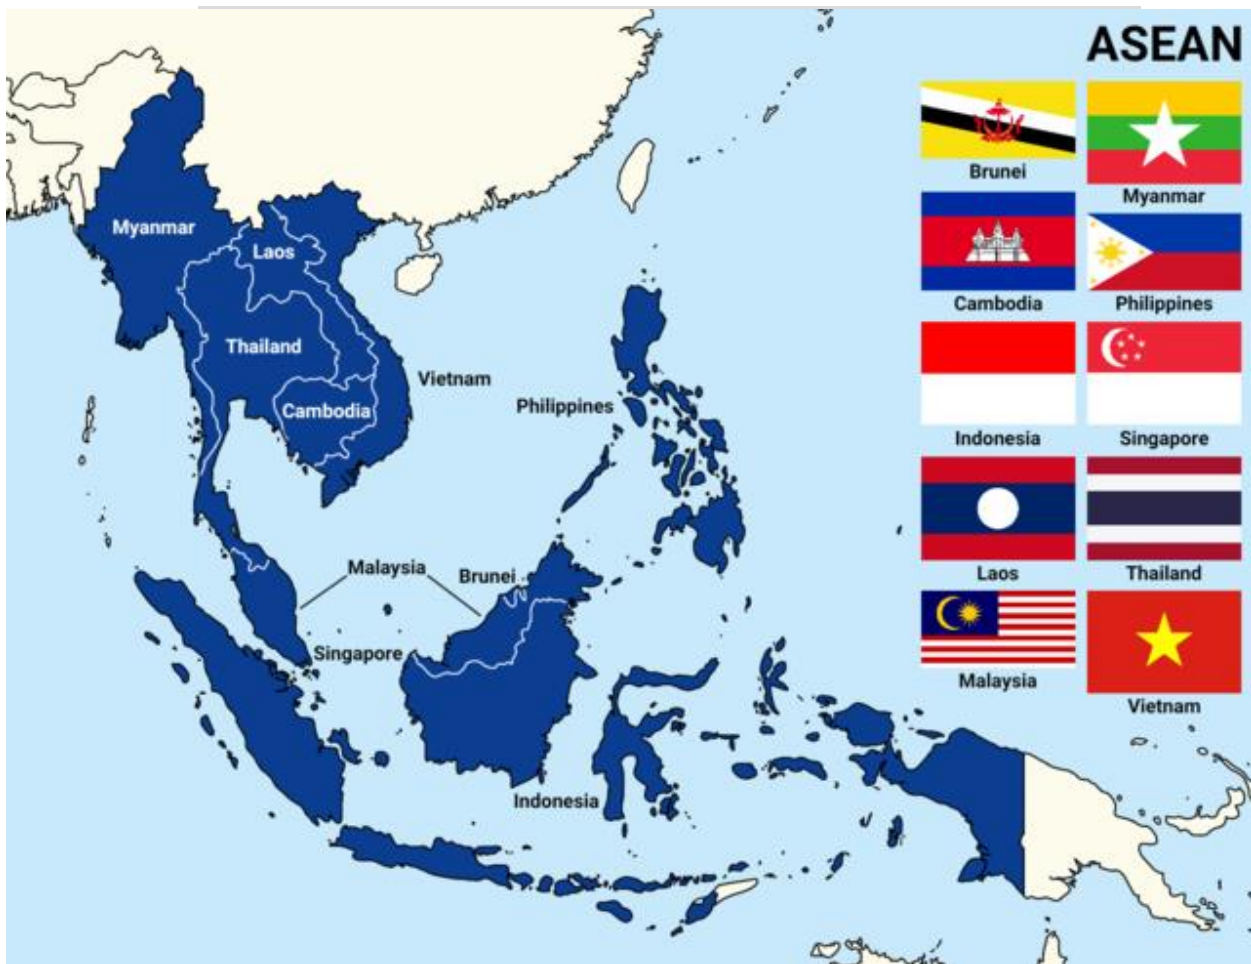 ASEAN
Brunei
Myanmar
Cambodia
Philippines
Indonesia
Singapore
Laos
Thailand
Malaysia
Vietnam
Myanmar
Laos
Thailand
Vietnam
Cambodia
Philippines
Malaysia
Brunei
Singapore
Indonesia